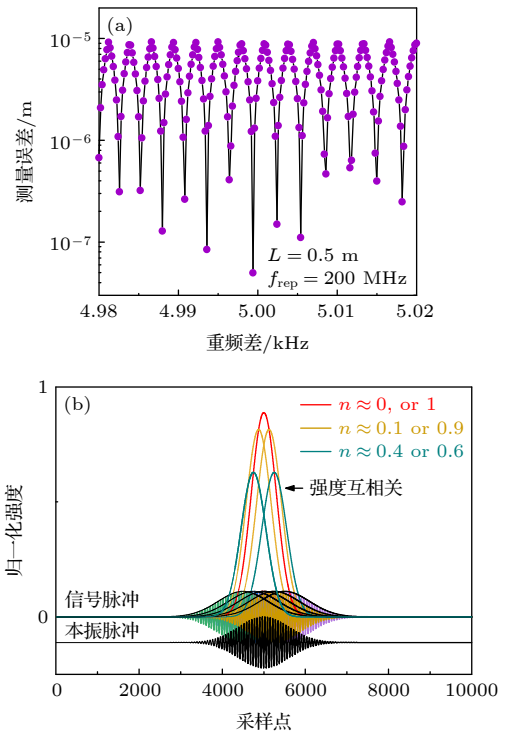 (a)
10⁻⁵
10⁻⁶
10⁻⁷
测量误差/m
L = 0.5 m
f_rep = 200 MHz
4.98 4.99 5.00 5.01 5.02
重频差/kHz
(b)
1
0
归一化强度
n ≈ 0, or 1
n ≈ 0.1 or 0.9
n ≈ 0.4 or 0.6
强度互相关
信号脉冲
本振脉冲
0 2000 4000 6000 8000 10000
采样点